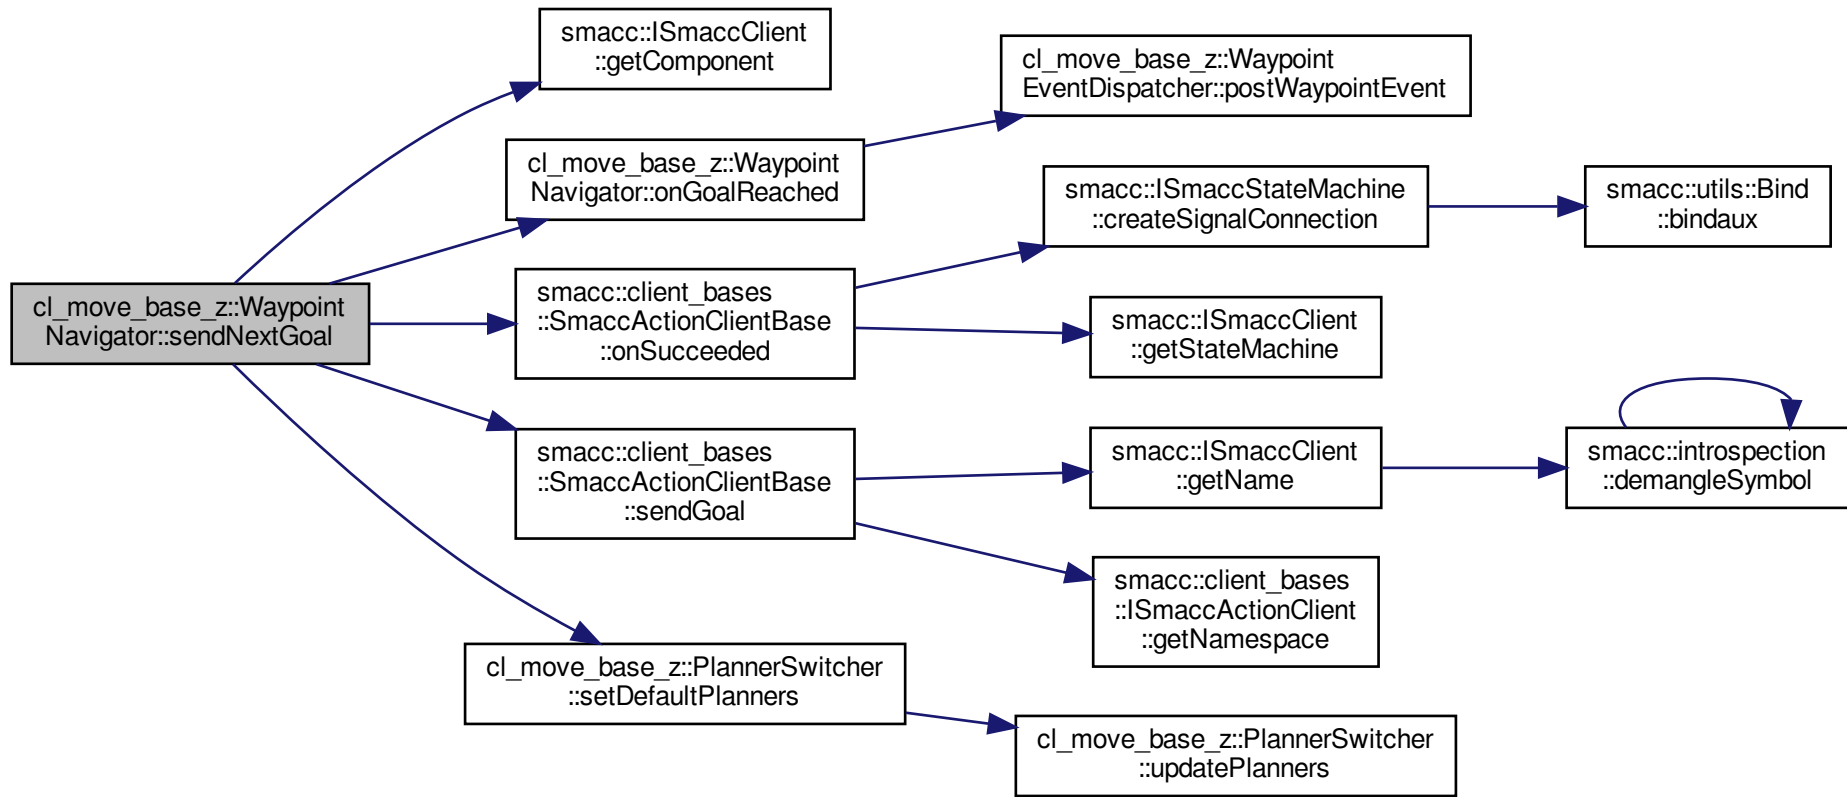 smacc::ISmaccClient
::getComponent
cl_move_base_z::Waypoint
EventDispatcher::postWaypointEvent
cl_move_base_z::Waypoint
Navigator::onGoalReached
smacc::ISmaccStateMachine
::createSignalConnection
smacc::utils::Bind
::bindaux
cl_move_base_z::Waypoint
Navigator::sendNextGoal
smacc::client_bases
::SmaccActionClientBase
::onSucceeded
smacc::ISmaccClient
::getStateMachine
smacc::client_bases
::SmaccActionClientBase
::sendGoal
smacc::ISmaccClient
::getName
smacc::introspection
::demangleSymbol
smacc::client_bases
::ISmaccActionClient
::getNamespace
cl_move_base_z::PlannerSwitcher
::setDefaultPlanners
cl_move_base_z::PlannerSwitcher
::updatePlanners